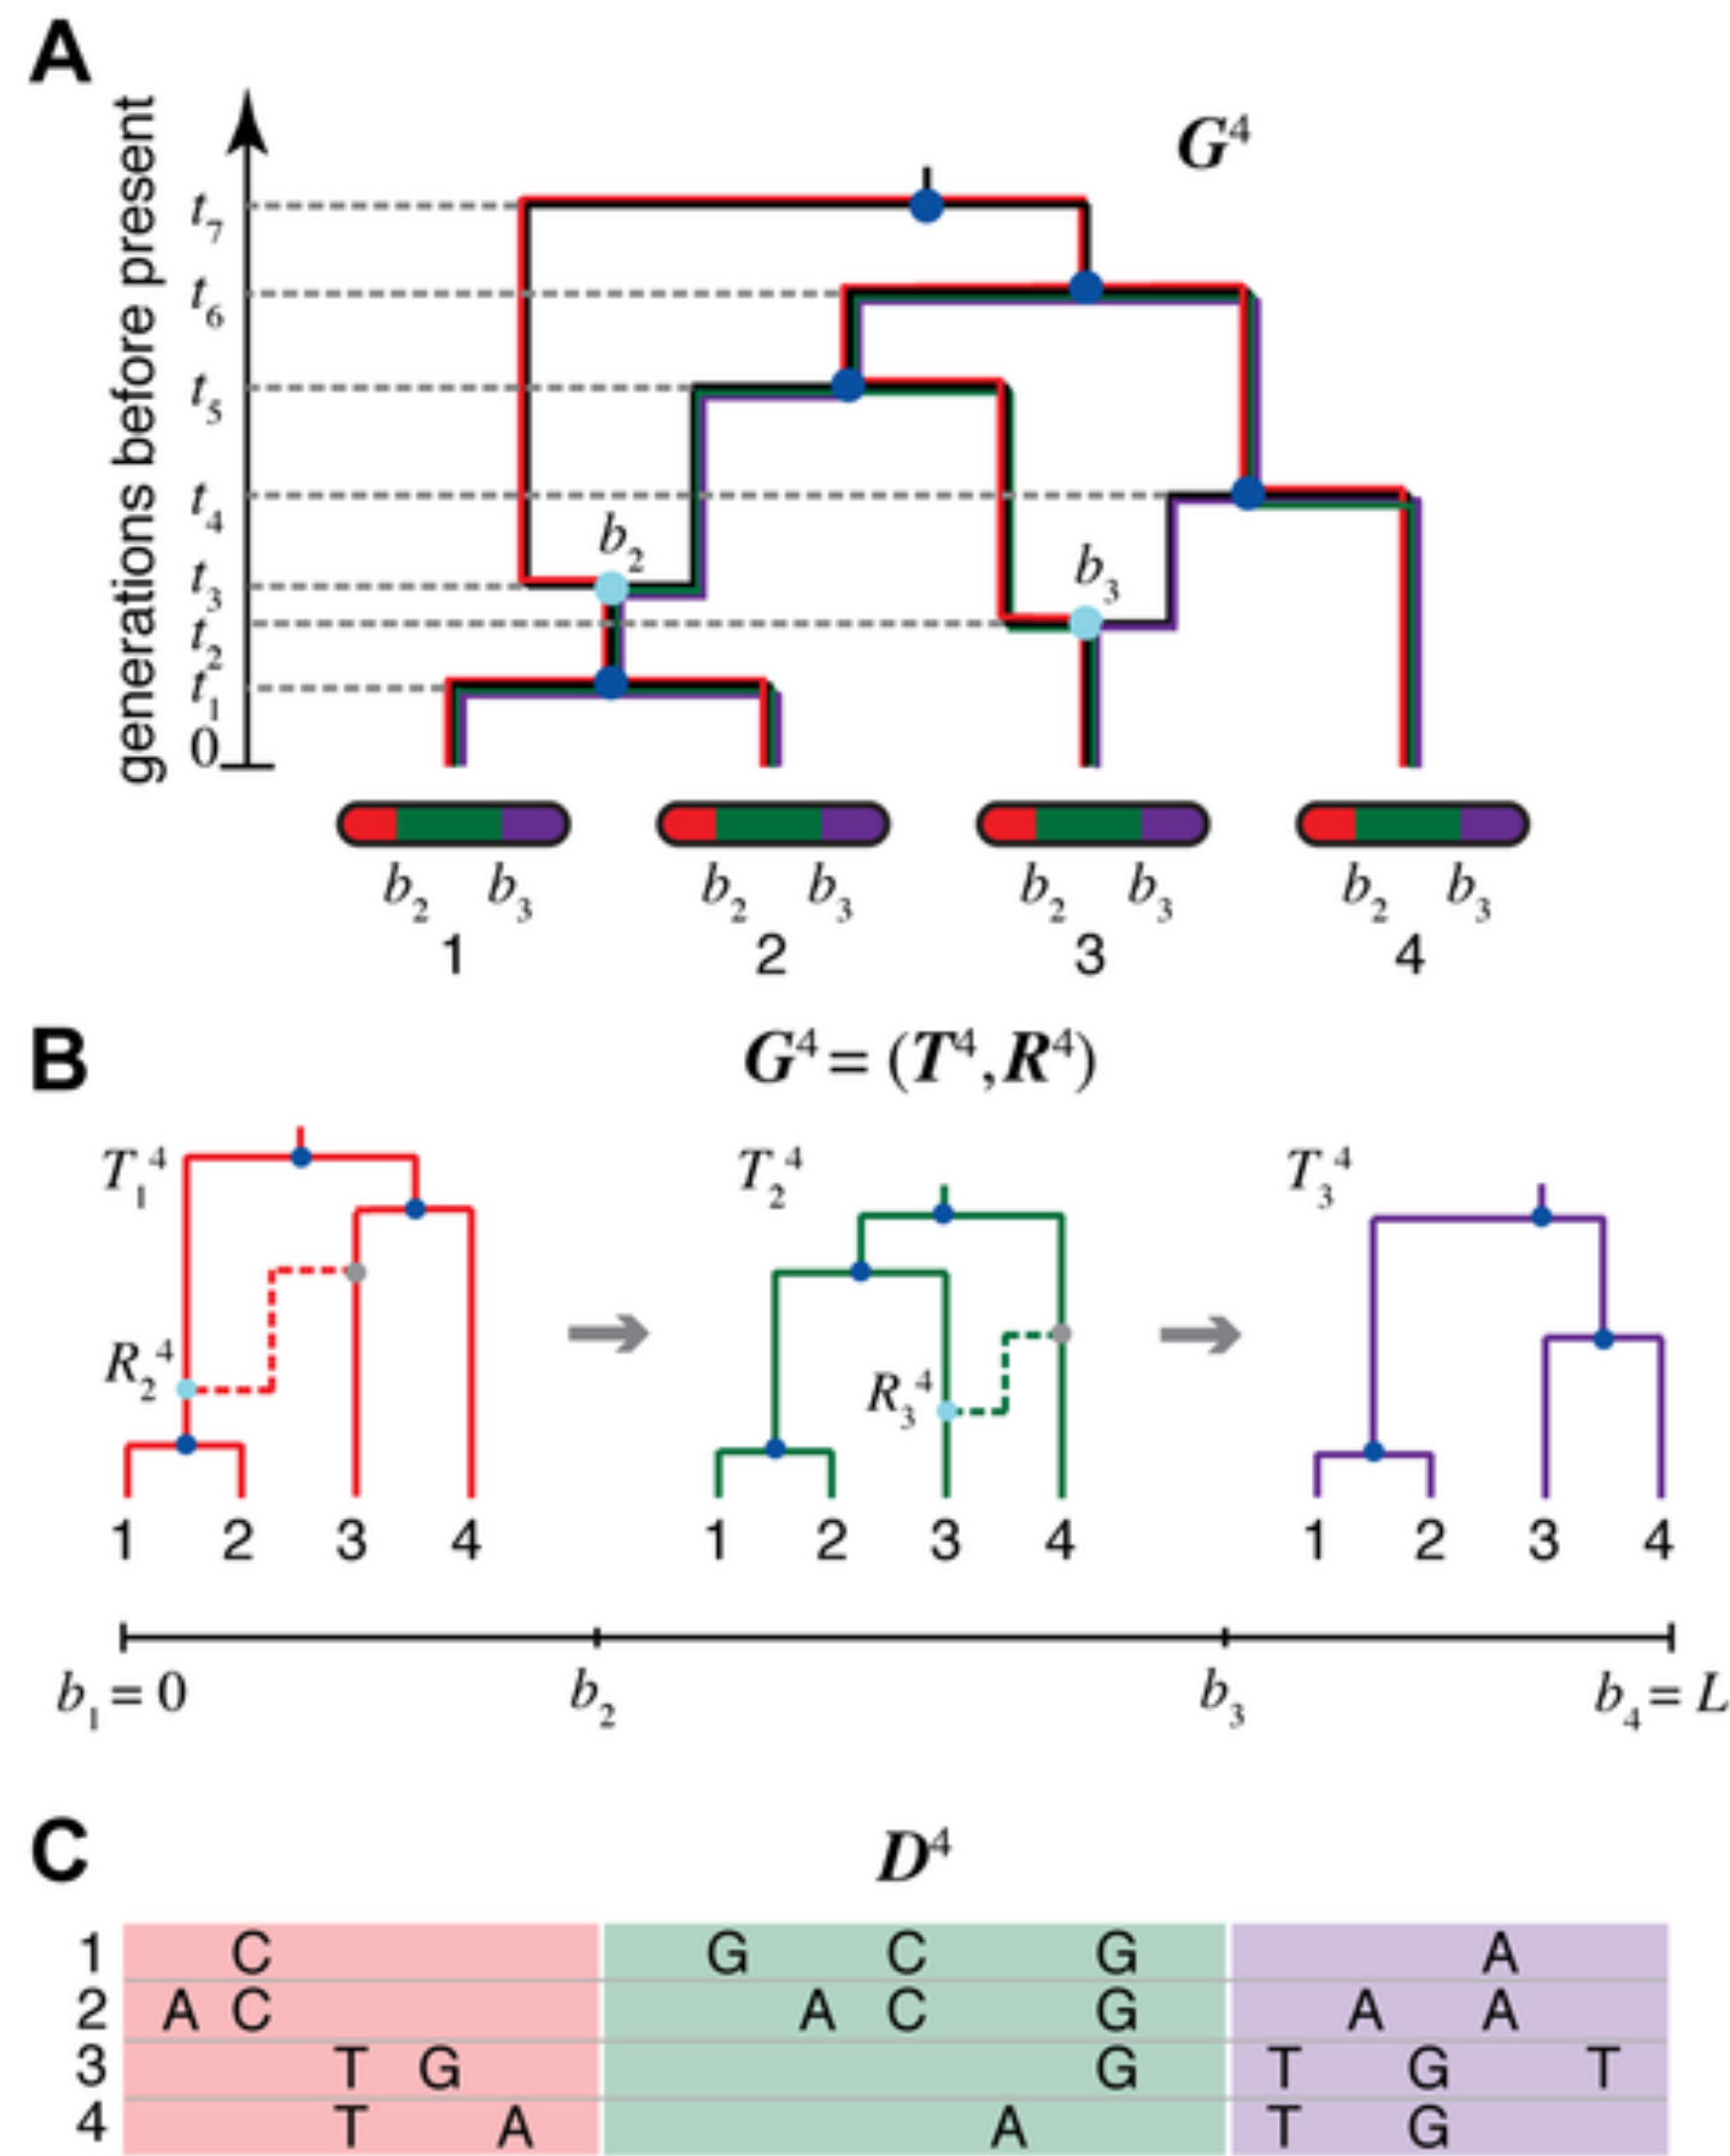 A
generations before present
G⁴
t₇
t₆
t₅
t₄
b₂
b₃
t₃
t₂
t₁
0
b₂ b₃ b₂ b₃ b₂ b₃ b₂ b₃
1 2 3 4
B
G⁴ = (T⁴, R⁴)
T₁⁴ T₂⁴ T₃⁴
R₂⁴ R₃⁴
1 2 3 4 1 2 3 4 1 2 3 4
b₁ = 0 b₂ b₃ b₄ = L
C
D⁴
1 C G C G A
2 A C A C G A A
3 T G G T G T
4 T A A T G